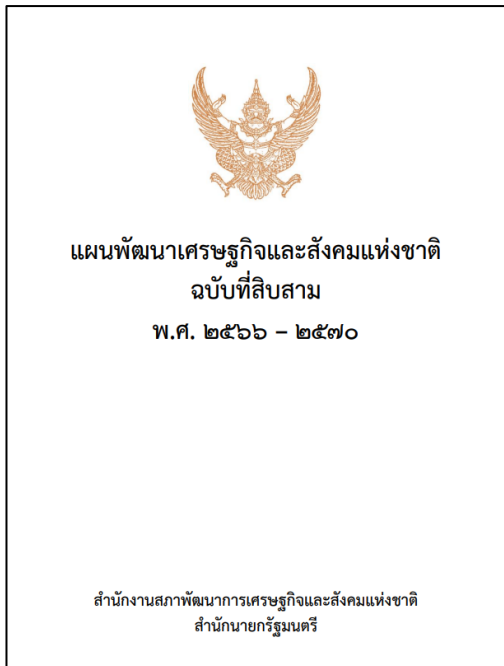 แผนพัฒนาเศรษฐกิจและสังคมแห่งชาติ
ฉบับที่สิบสาม
พ.ศ. ๒๕๖๖ – ๒๕๗๐
สำนักงานสภาพัฒนาการเศรษฐกิจและสังคมแห่งชาติ
สำนักนายกรัฐมนตรี